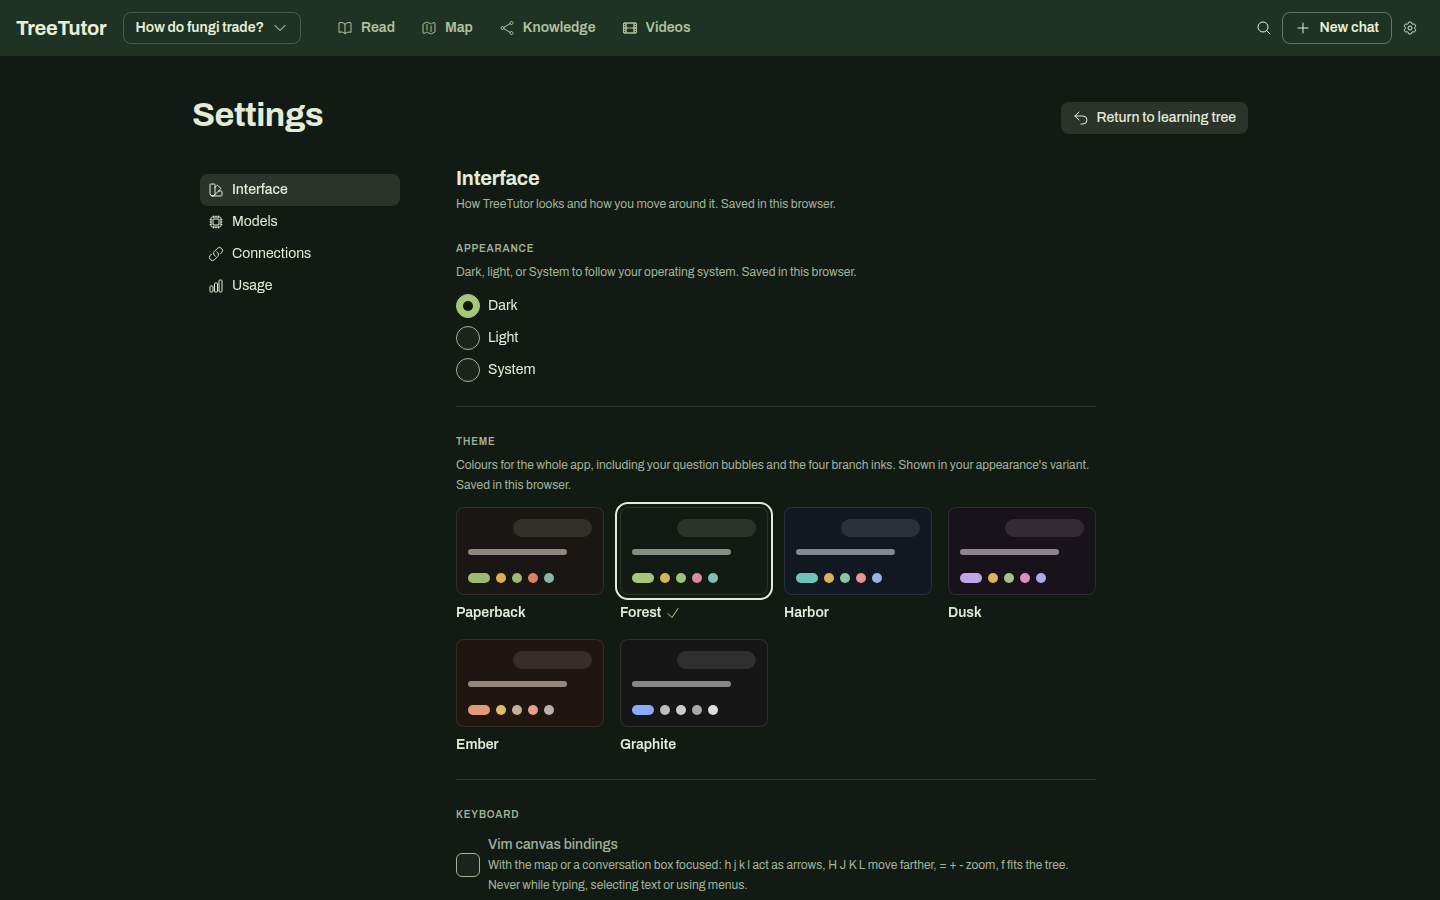 TreeTutor
How do fungi trade?
Read
Map
Knowledge
Videos
New chat
Settings
Return to learning tree
Interface
Models
Connections
Usage
Interface
How TreeTutor looks and how you move around it. Saved in this browser.
APPEARANCE
Dark, light, or System to follow your operating system. Saved in this browser.
Dark
Light
System
THEME
Colours for the whole app, including your question bubbles and the four branch inks. Shown in your appearance's variant.
Saved in this browser.
Paperback
Forest
Harbor
Dusk
Ember
Graphite
KEYBOARD
Vim canvas bindings
With the map or a conversation box focused: h j k l act as arrows, H J K L move farther, = + - zoom, f fits the tree.
Never while typing, selecting text or using menus.